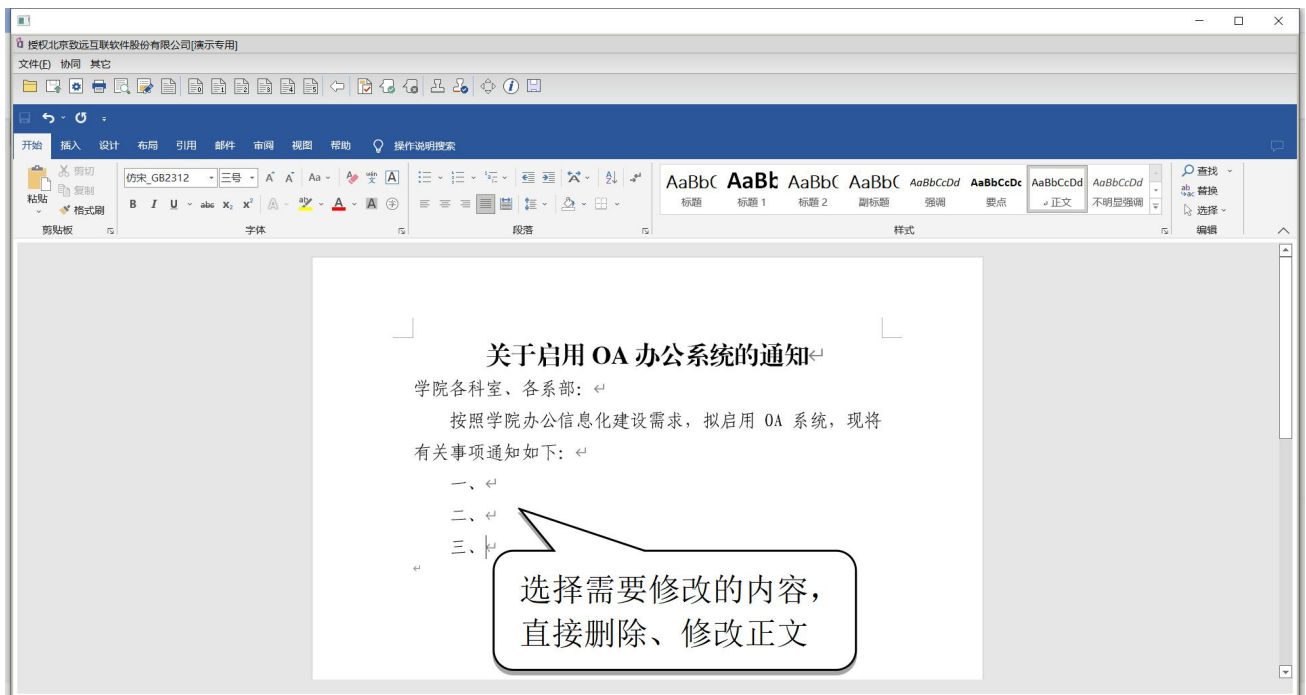 授权北京致远互联软件股份有限公司[演示专用]
文件(F) 协同 其它
开始 插入 设计 布局 引用 邮件 审阅 视图 帮助 操作说明搜索
剪切
复制
粘贴
格式刷
仿宋_GB2312 三号 A A Aa wén 文 A
B I U abc x₂ x² A aby A A 字
AaBbC AaBb AaBbC AaBbC AaBbCcDd AaBbCcDc AaBbCcDd AaBbCcDd
标题 标题 1 标题 2 副标题 强调 要点 正文 不明显强调
查找
替换
选择
剪贴板 字体 段落 样式 编辑
关于启用 OA 办公系统的通知
学院各科室、各系部：
按照学院办公信息化建设需求，拟启用 OA 系统，现将
有关事项通知如下：
一、
二、
三、
选择需要修改的内容，
直接删除、修改正文